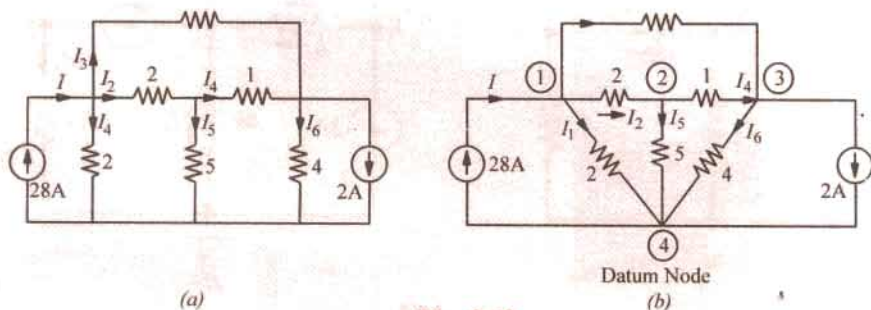 I₃
I I₂ 2 I₄ 1
I₄ I₅ I₆
28A 2 5 4 2A
(a)
1 2 3
I 2 1 I₄
I₂
I₁ I₅ I₆
28A 2 5 4 2A
4
Datum Node
(b)